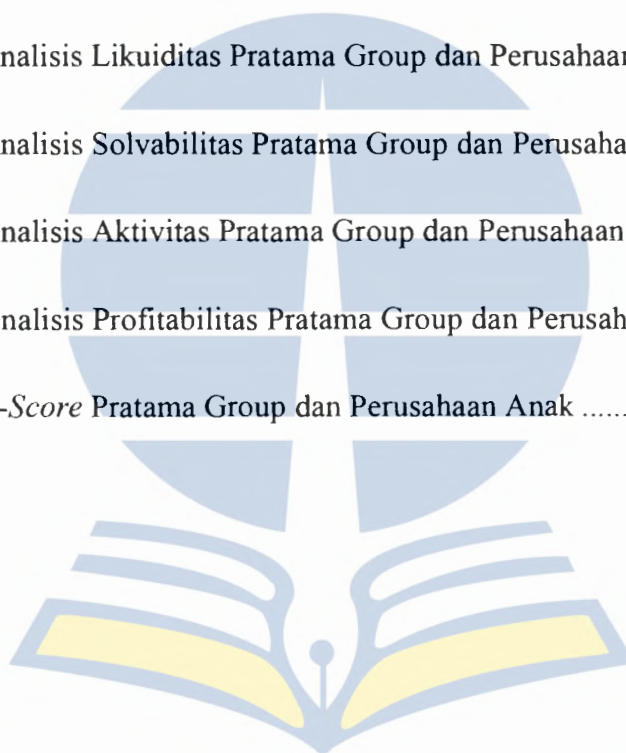 nalisis Likuiditas Pratama Group dan Perusahaan
nalisis Solvabilitas Pratama Group dan Perusaha
nalisis Aktivitas Pratama Group dan Perusahaan
nalisis Profitabilitas Pratama Group dan Perusah
-Score Pratama Group dan Perusahaan Anak ......